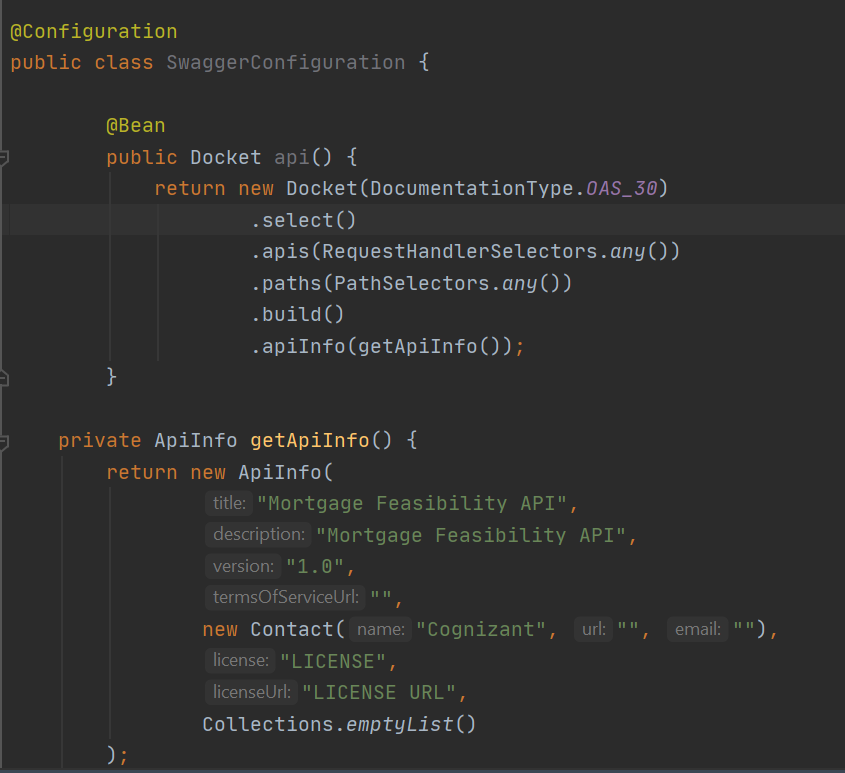 @Configuration
public class SwaggerConfiguration {
@Bean
public Docket api() {
return new Docket(DocumentationType.OAS_30)
.select()
.apis(RequestHandlerSelectors.any())
.paths(PathSelectors.any())
.build()
.apiInfo(getApiInfo());
}
private ApiInfo getApiInfo() {
return new ApiInfo(
title: "Mortgage Feasibility API",
description: "Mortgage Feasibility API",
version: "1.0",
termsOfServiceUrl: "",
new Contact( name: "Cognizant", url: "", email: ""),
license: "LICENSE",
licenseUrl: "LICENSE URL",
Collections.emptyList()
);